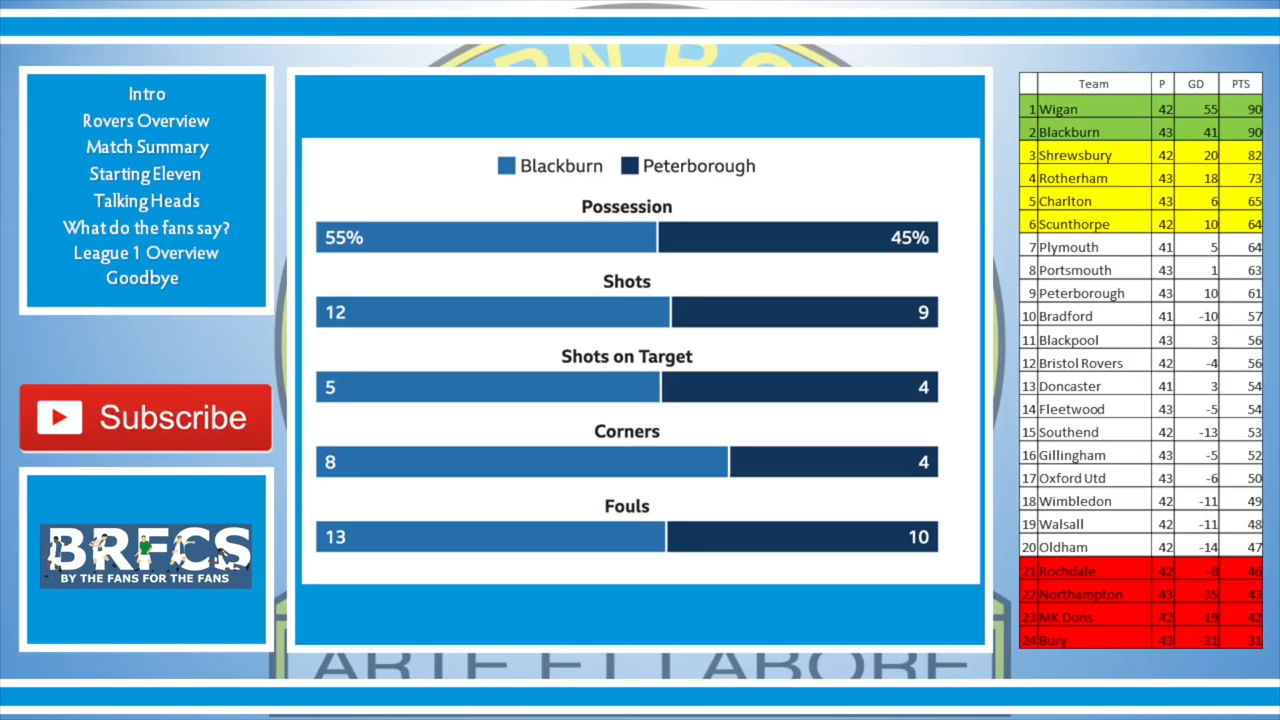 RN RO
Intro
Rovers Overview
Match Summary
Starting Eleven
Talking Heads
What do the fans say?
League 1 Overview
Goodbye
Subscribe
BRFCS
BY THE FANS FOR THE FANS
Blackburn Peterborough
Possession
55% 45%
Shots
12 9
Shots on Target
5 4
Corners
8 4
Fouls
13 10
Team P GD PTS
1 Wigan 42 55 90
2 Blackburn 43 41 90
3 Shrewsbury 42 20 82
4 Rotherham 43 18 73
5 Charlton 43 6 65
6 Scunthorpe 42 10 64
7 Plymouth 41 5 64
8 Portsmouth 43 1 63
9 Peterborough 43 10 61
10 Bradford 41 -10 57
11 Blackpool 43 3 56
12 Bristol Rovers 42 -4 56
13 Doncaster 41 3 54
14 Fleetwood 43 -5 54
15 Southend 42 -13 53
16 Gillingham 43 -5 52
17 Oxford Utd 43 -6 50
18 Wimbledon 42 -11 49
19 Walsall 42 -11 48
20 Oldham 42 -14 47
21 Rochdale 42 -8 46
22 Northampton 43 -35 43
23 MK Dons 42 -19 42
24 Bury 43 -31 31
ARTE ET LABORE